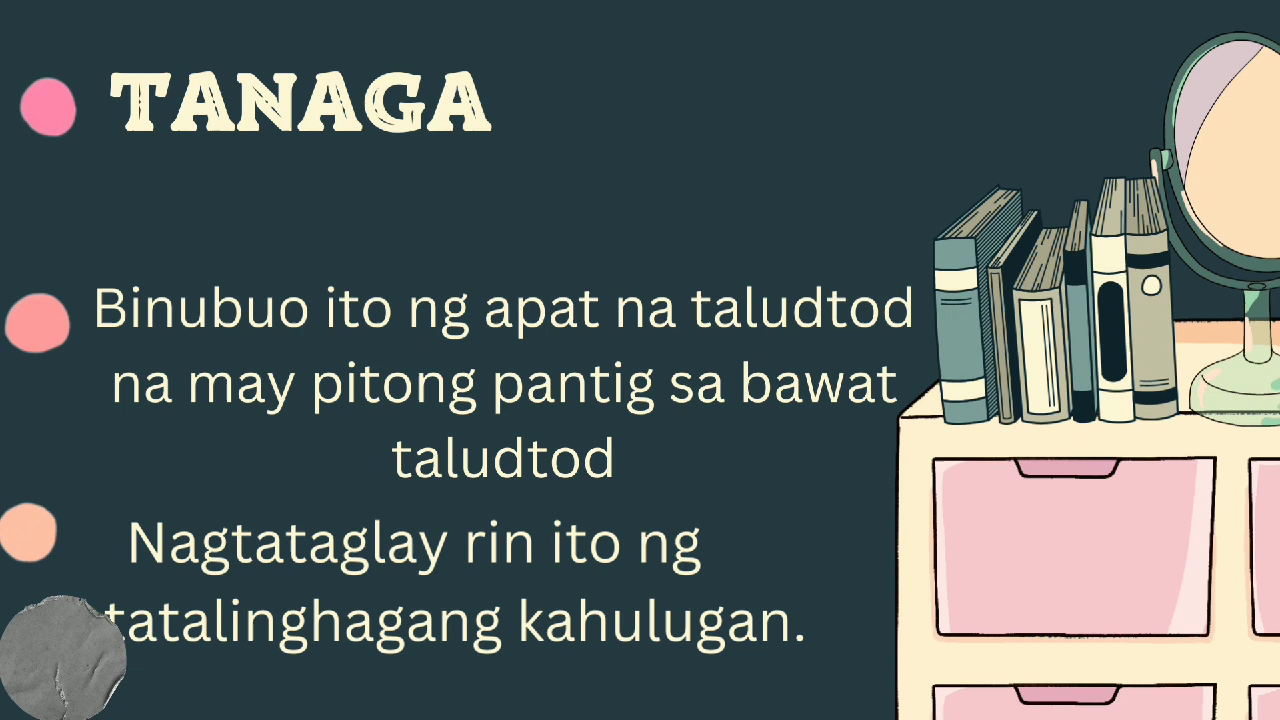 TANAGA
Binubuo ito ng apat na taludtod
na may pitong pantig sa bawat
taludtod
Nagtataglay rin ito ng
tatalinghagang kahulugan.